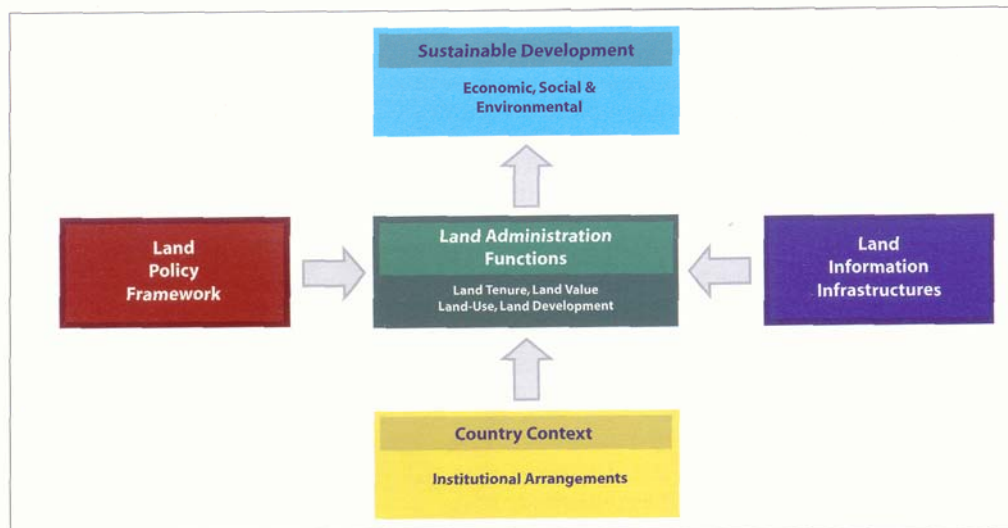 Sustainable Development
Economic, Social &
Environmental
Land
Policy
Framework
Land Administration
Functions
Land Tenure, Land Value
Land-Use, Land Development
Land
Information
Infrastructures
Country Context
Institutional Arrangements